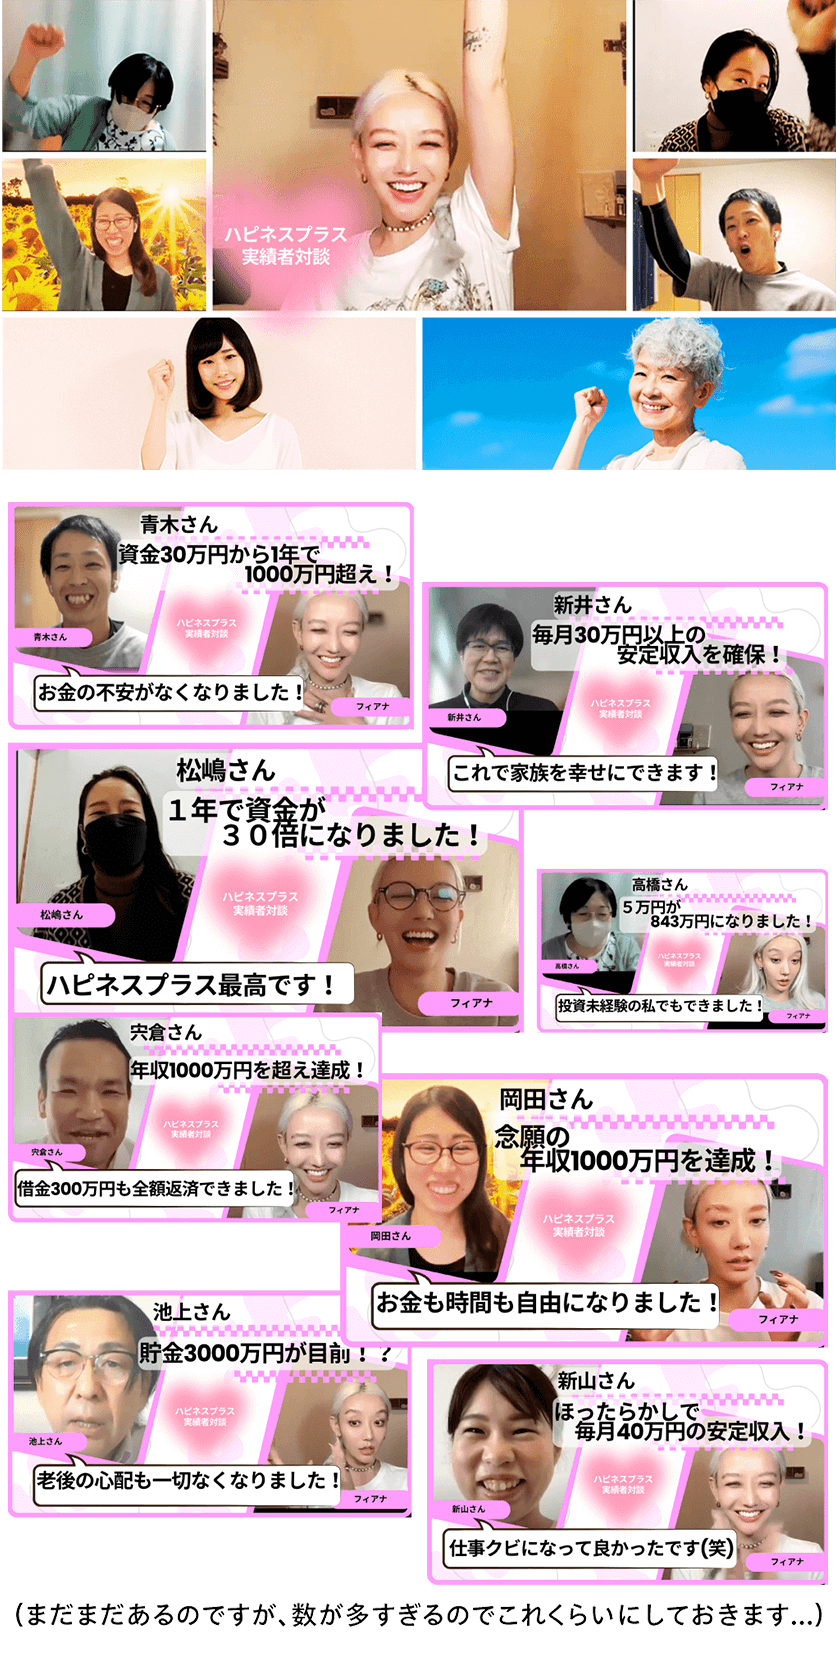 ハピネスプラス
実績者対談
青木さん
資金30万円から1年で
1000万円超え！
ハピネスプラス
実績者対談
青木さん
お金の不安がなくなりました！
フィアナ
新井さん
毎月30万円以上の
安定収入を確保！
ハピネスプラス
実績者対談
新井さん
これで家族を幸せにできます！
フィアナ
松嶋さん
１年で資金が
３０倍になりました！
ハピネスプラス
実績者対談
松嶋さん
ハピネスプラス最高です！
フィアナ
高橋さん
５万円が
843万円になりました！
ハピネスプラス
実績者対談
高橋さん
投資未経験の私でもできました！
フィアナ
宍倉さん
年収1000万円を超え達成！
ハピネスプラス
実績者対談
宍倉さん
借金300万円も全額返済できました！
フィアナ
岡田さん
念願の
年収1000万円を達成！
ハピネスプラス
実績者対談
岡田さん
お金も時間も自由になりました！
フィアナ
池上さん
貯金3000万円が目前！？
ハピネスプラス
実績者対談
池上さん
老後の心配も一切なくなりました！
フィアナ
新山さん
ほったらかしで
毎月40万円の安定収入！
ハピネスプラス
実績者対談
新山さん
仕事クビになって良かったです(笑)
フィアナ
（まだまだあるのですが、数が多すぎるのでこれくらいにしておきます…）